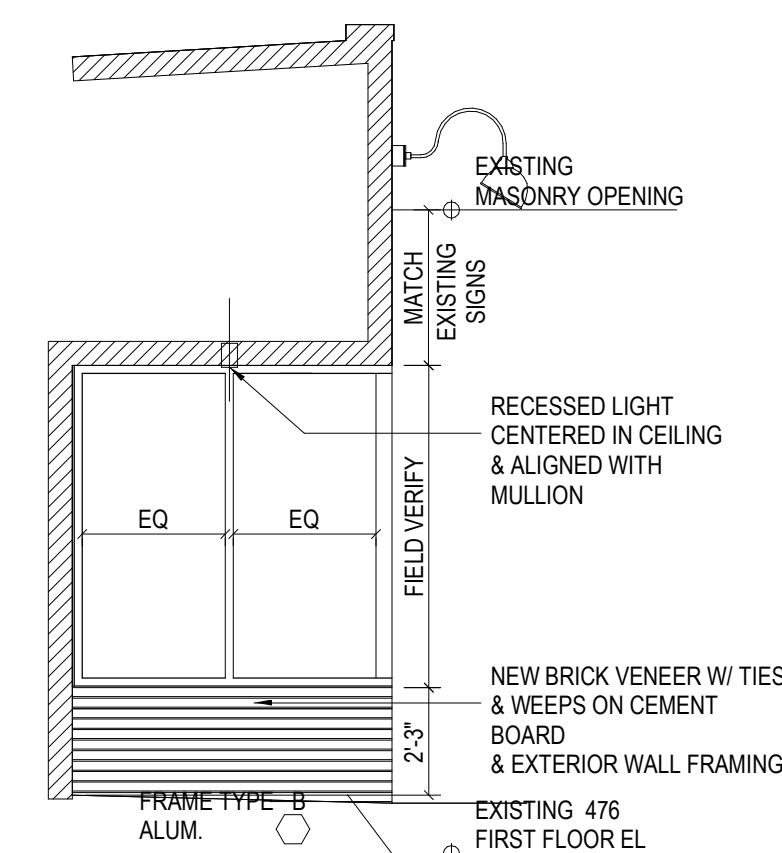 EXISTING
MASONRY OPENING
MATCH
EXISTING
SIGNS
RECESSED LIGHT
CENTERED IN CEILING
& ALIGNED WITH
MULLION
EQ
EQ
FIELD VERIFY
NEW BRICK VENEER W/ TIES
& WEEPS ON CEMENT
BOARD
& EXTERIOR WALL FRAMING
2'-3"
FRAME TYPE B
ALUM.
EXISTING 476
FIRST FLOOR EL